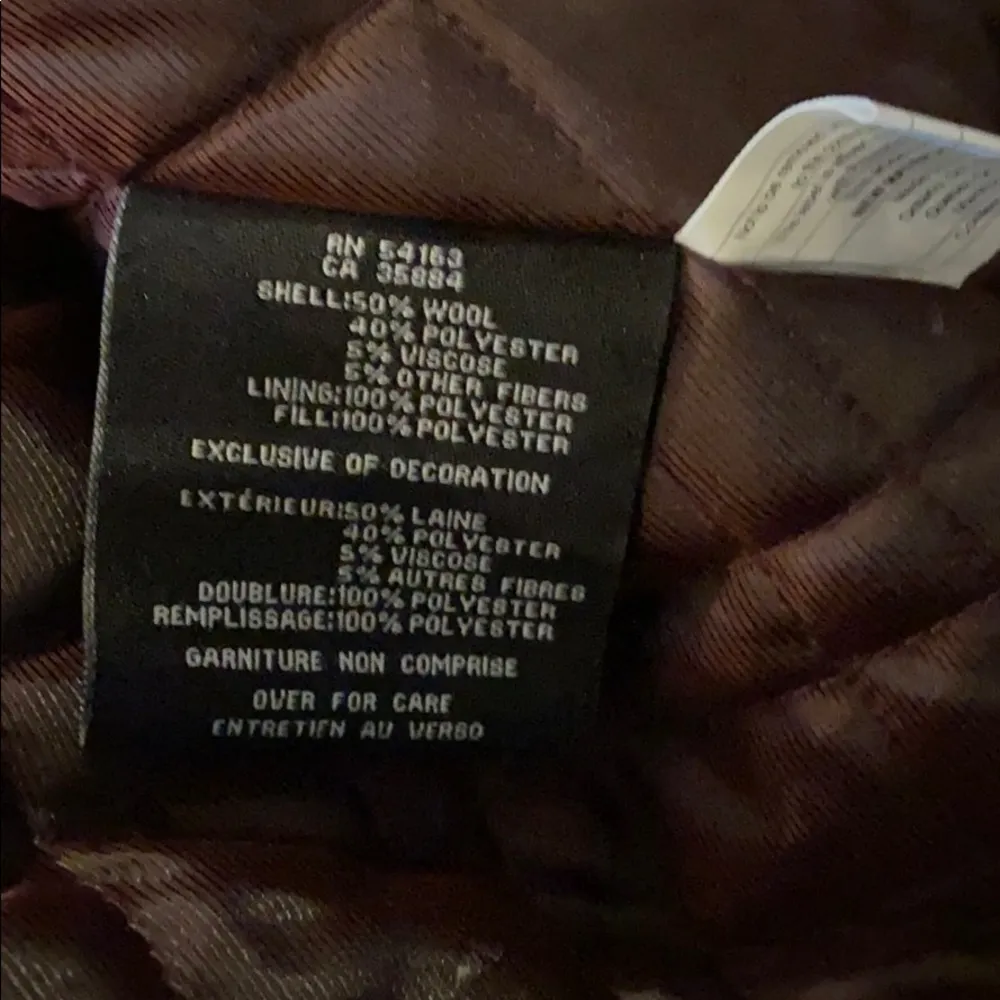 RN 54163
CA 35884
SHELL:50% WOOL
40% POLYESTER
5% VISCOSE
5% OTHER FIBERS
LINING:100% POLYESTER
FILL:100% POLYESTER
EXCLUSIVE OF DECORATION
EXTÉRIEUR:50% LAINE
40% POLYESTER
5% VISCOSE
5% AUTRES FIBRES
DOUBLURE:100% POLYESTER
REMPLISSAGE:100% POLYESTER
GARNITURE NON COMPRISE
OVER FOR CARE
ENTRETIEN AU VERSO